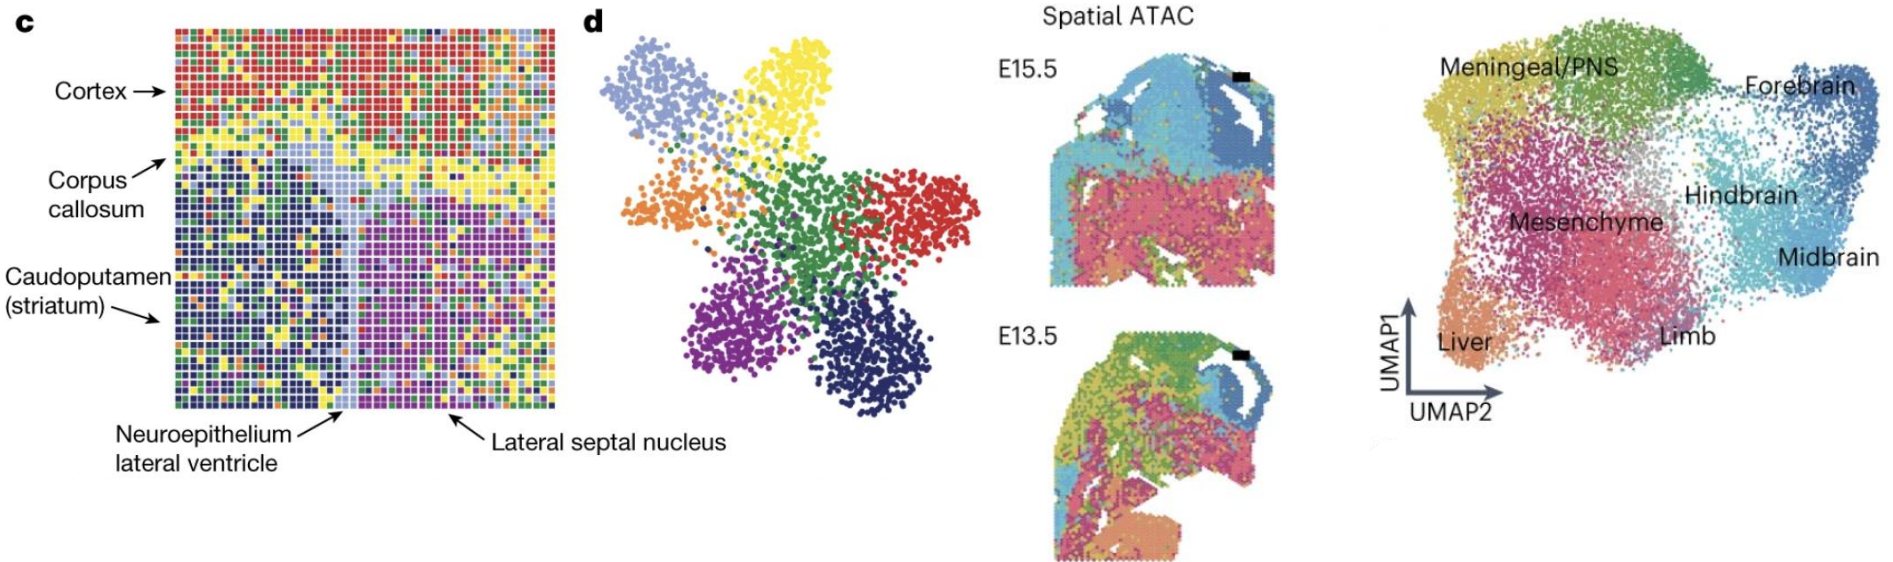 c
Cortex
Corpus
callosum
Caudoputamen
(striatum)
Neuroepithelium
lateral ventricle
Lateral septal nucleus
d
Spatial ATAC
E15.5
E13.5
Meningeal/PNS
Forebrain
Hindbrain
Mesenchyme
Midbrain
Liver
Limb
UMAP1
UMAP2